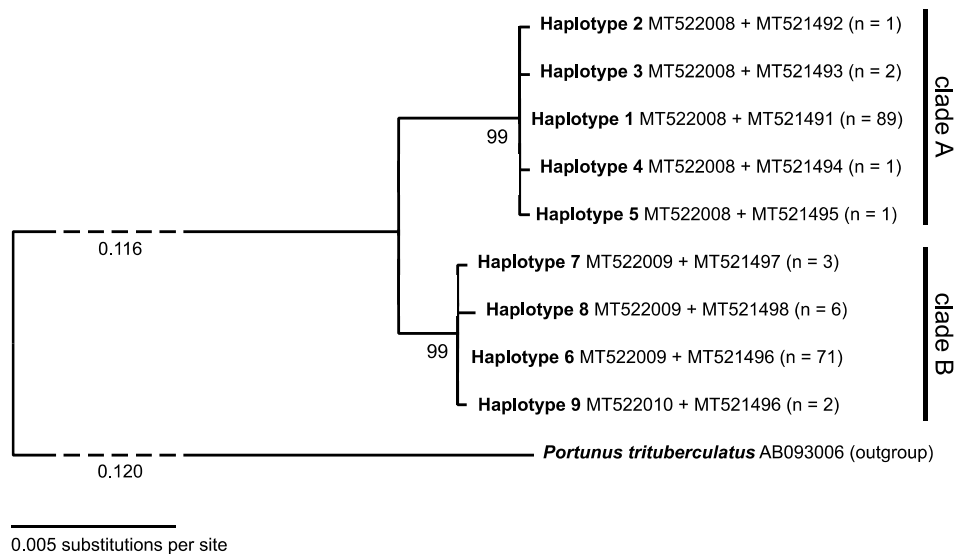 Haplotype 2 MT522008 + MT521492 (n = 1)
Haplotype 3 MT522008 + MT521493 (n = 2)
Haplotype 1 MT522008 + MT521491 (n = 89)
99
Haplotype 4 MT522008 + MT521494 (n = 1)
Haplotype 5 MT522008 + MT521495 (n = 1)
clade A
0.116
Haplotype 7 MT522009 + MT521497 (n = 3)
Haplotype 8 MT522009 + MT521498 (n = 6)
99
Haplotype 6 MT522009 + MT521496 (n = 71)
Haplotype 9 MT522010 + MT521496 (n = 2)
clade B
Portunus trituberculatus AB093006 (outgroup)
0.120
0.005 substitutions per site